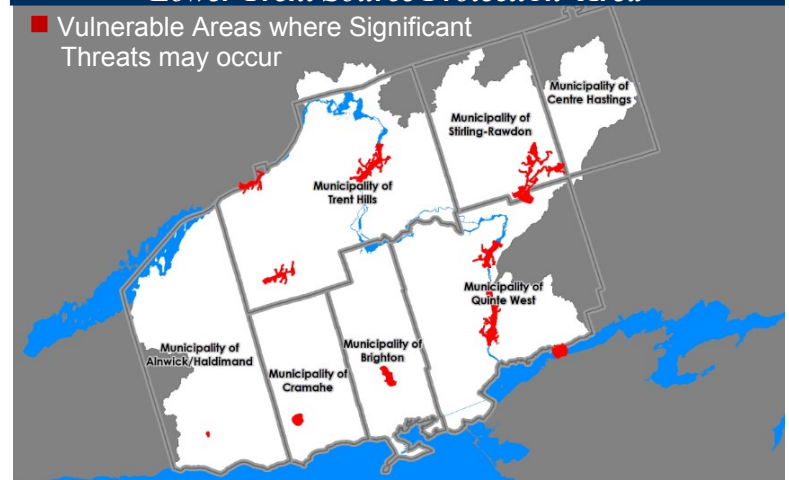 Vulnerable Areas where Significant
Threats may occur
Municipality of
Centre Hastings
Municipality of
Stirling-Rawdon
Municipality of
Trent Hills
Municipality of
Quinte West
Municipality of
Alnwick/Haldimand
Municipality of
Brighton
Municipality of
Cramahe